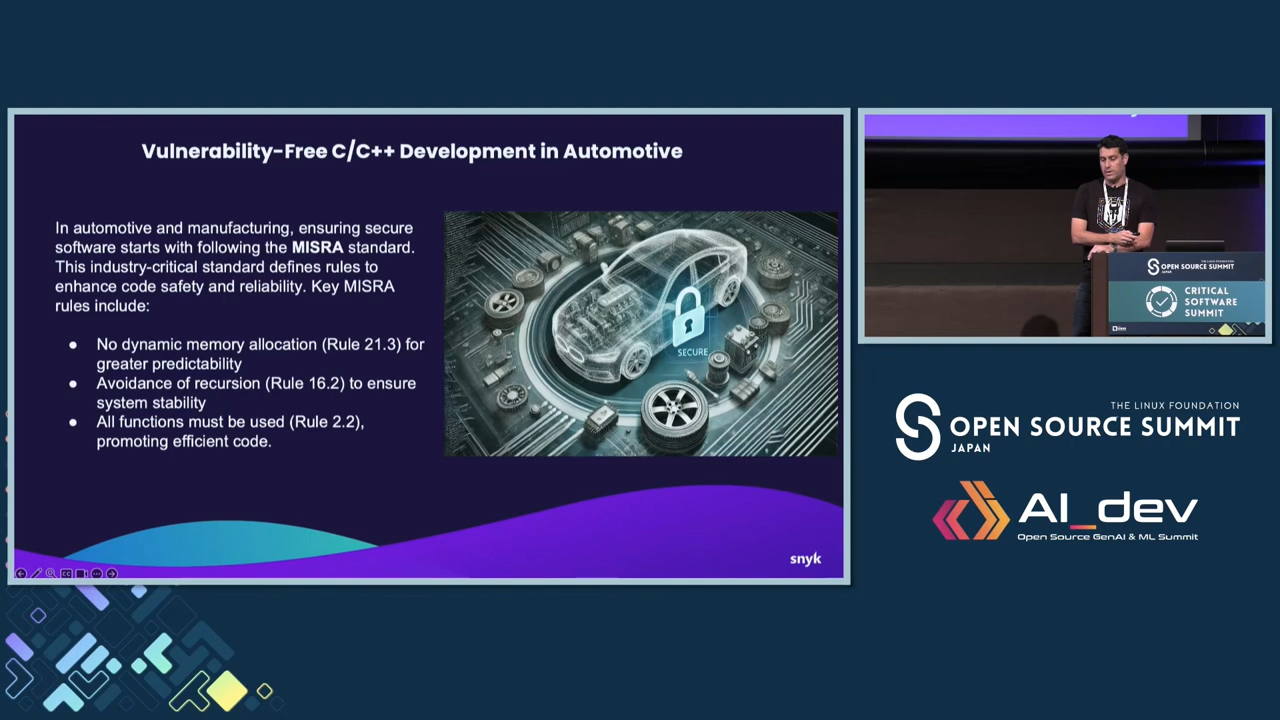 Vulnerability-Free C/C++ Development in Automotive
In automotive and manufacturing, ensuring secure
software starts with following the MISRA standard.
This industry-critical standard defines rules to
enhance code safety and reliability. Key MISRA
rules include:
● No dynamic memory allocation (Rule 21.3) for
greater predictability
● Avoidance of recursion (Rule 16.2) to ensure
system stability
● All functions must be used (Rule 2.2),
promoting efficient code.
SECURE
snyk
THE LINUX FOUNDATION
OPEN SOURCE SUMMIT
JAPAN
CRITICAL
SOFTWARE
SUMMIT
THE LINUX FOUNDATION
OPEN SOURCE SUMMIT
JAPAN
AI_dev
Open Source GenAI & ML Summit